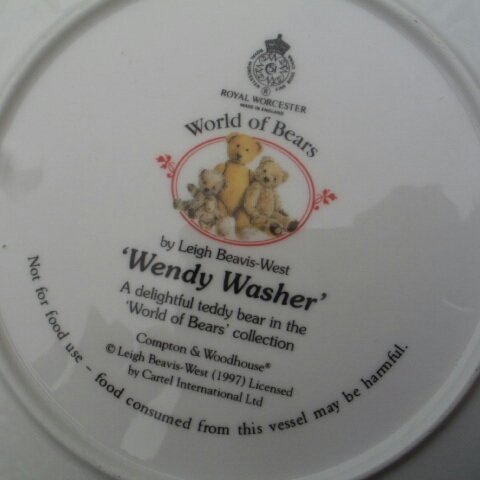 ROYAL WORCESTER
MADE IN ENGLAND
World of Bears
by Leigh Beavis-West
'Wendy Washer'
A delightful teddy bear in the
'World of Bears' collection
Compton & Woodhouse®
© Leigh Beavis-West (1997) Licensed
by Cartel International Ltd
Not for food use - food consumed from this vessel may be harmful.